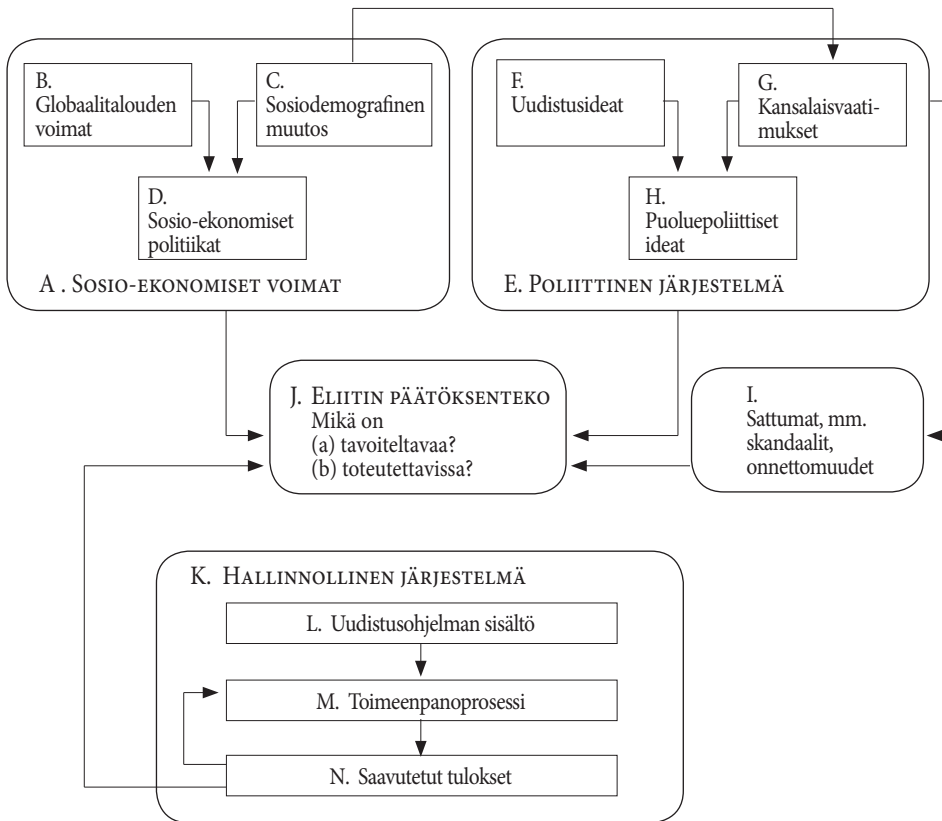 B.
Globaalitalouden
voimat
C.
Sosiodemografinen
muutos
D.
Sosio-ekonomiset
politiikat
A . Sosio-ekonomiset voimat
F.
Uudistusideat
G.
Kansalaisvaati-
mukset
H.
Puoluepoliittiset
ideat
E. Poliittinen järjestelmä
J. Eliitin päätöksenteko
Mikä on
(a) tavoiteltavaa?
(b) toteutettavissa?
I.
Sattumat, mm.
skandaalit,
onnettomuudet
K. Hallinnollinen järjestelmä
L. Uudistusohjelman sisältö
M. Toimeenpanoprosessi
N. Saavutetut tulokset